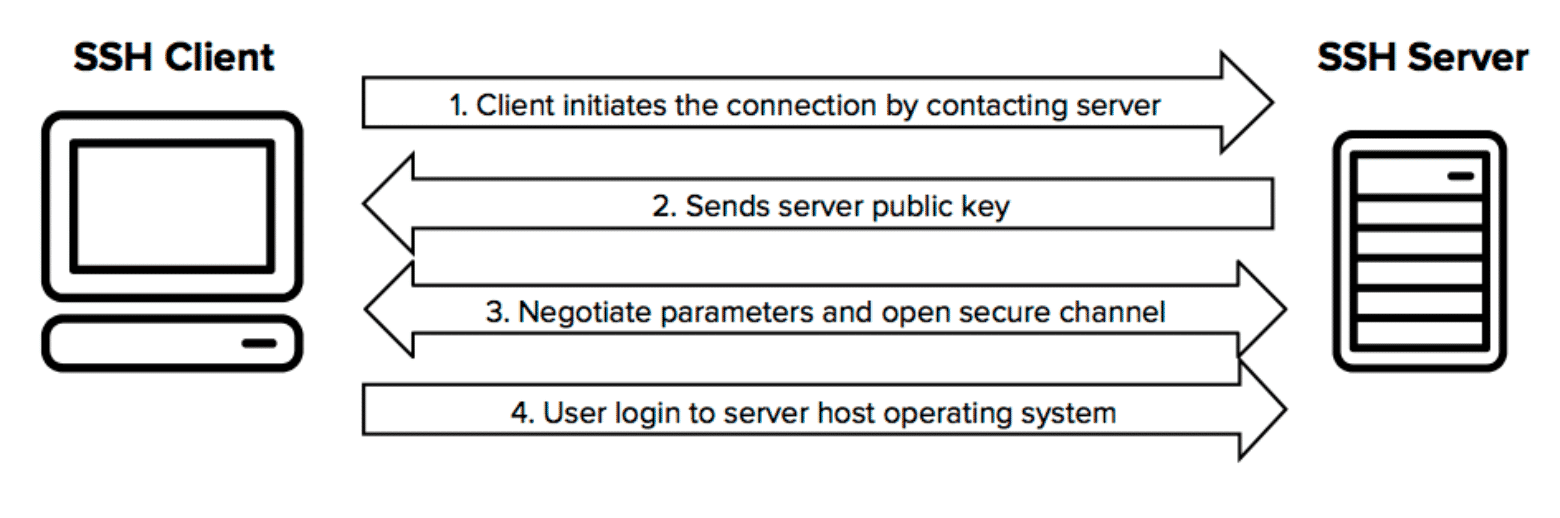 SSH Client
SSH Server
1. Client initiates the connection by contacting server
2. Sends server public key
3. Negotiate parameters and open secure channel
4. User login to server host operating system